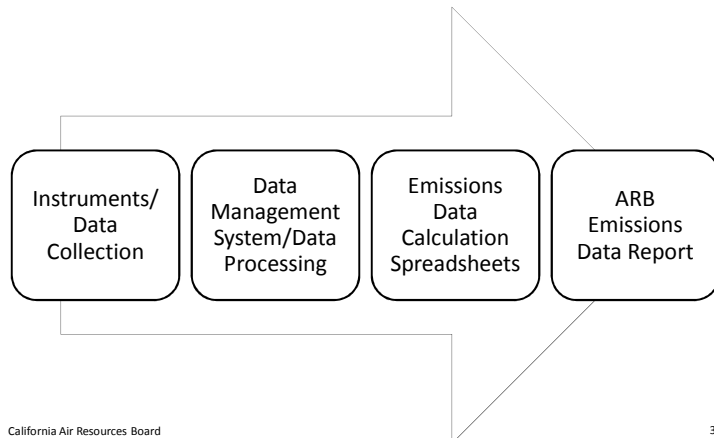 Instruments/
Data
Collection
Data
Management
System/Data
Processing
Emissions
Data
Calculation
Spreadsheets
ARB
Emissions
Data Report
California Air Resources Board
3